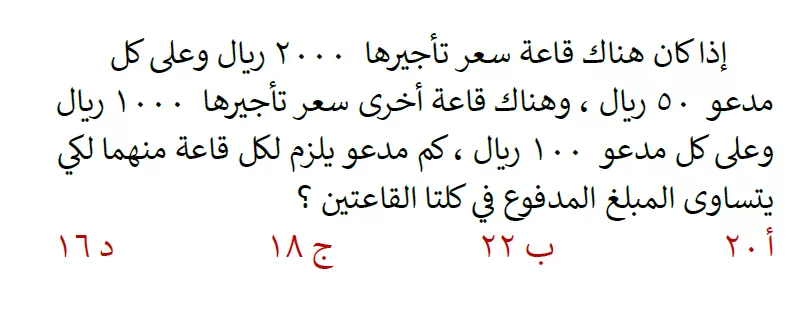 إذا كان هناك قاعة سعر تأجيرها ٢٠٠٠ ريال وعلى كل
مدعو ٥٠ ريال ، وهناك قاعة أخرى سعر تأجيرها ١٠٠٠ ريال
وعلى كل مدعو ١٠٠ ريال ، كم مدعو يلزم لكل قاعة منهما لكي
يتساوى المبلغ المدفوع في كلتا القاعتين ؟
أ ٢٠ ب ٢٢ ج ١٨ د ١٦